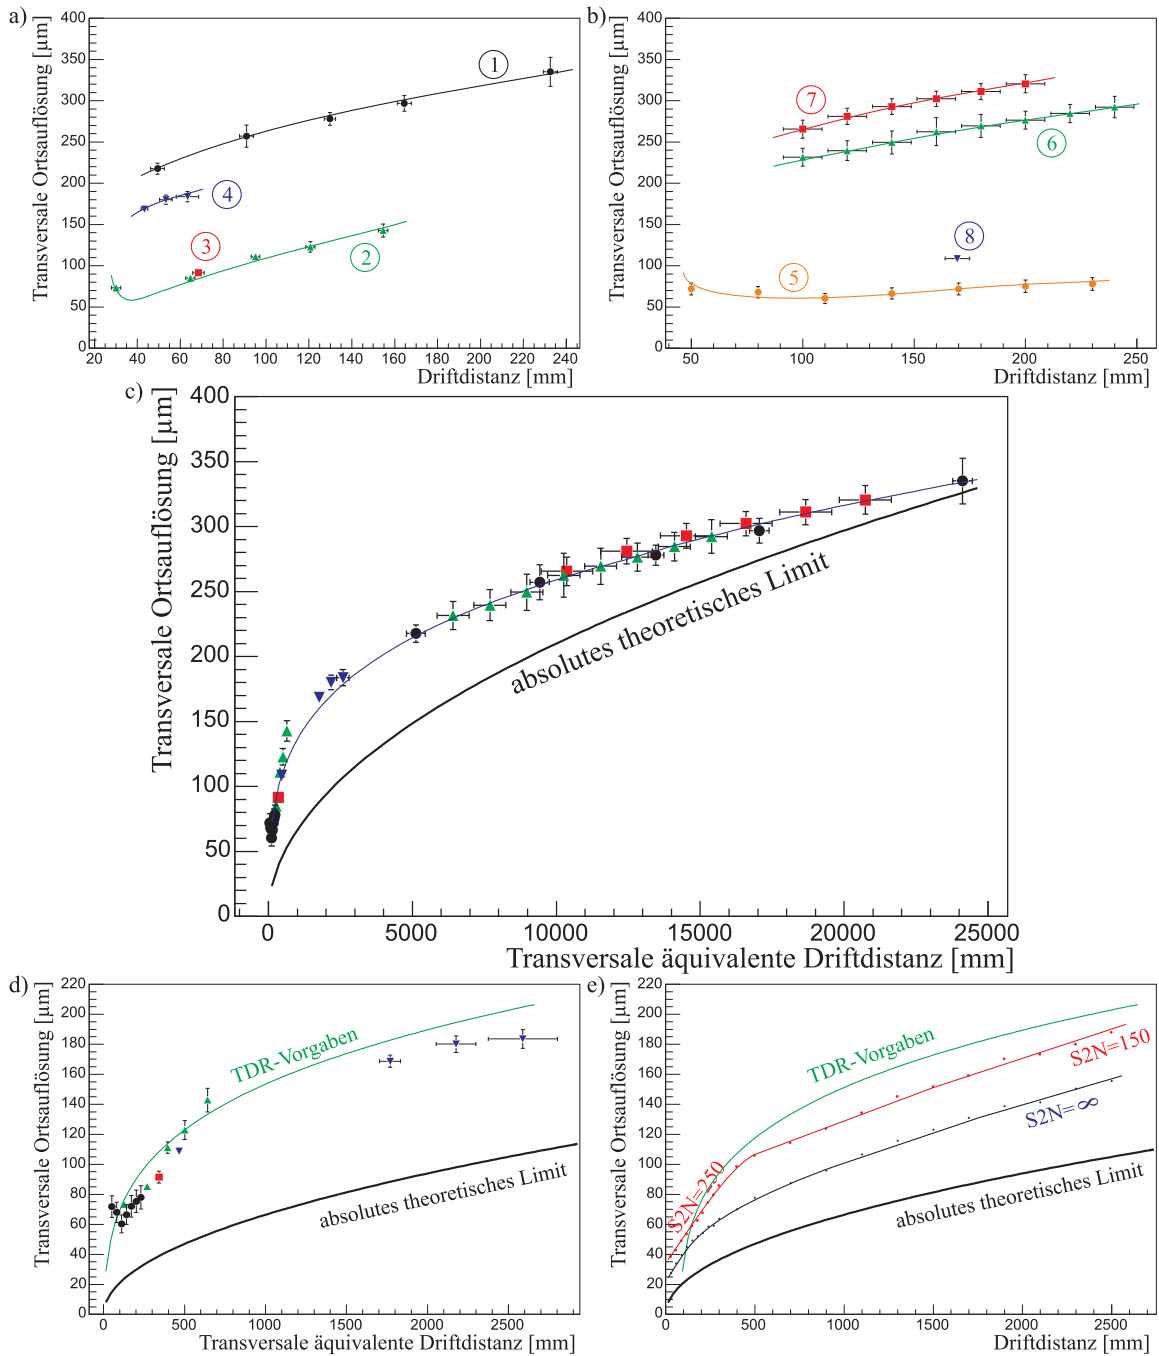 a)
Transversale Ortsauflösung [µm]
400
350
300
250
200
150
100
50
0
1
4
3
2
20 40 60 80 100 120 140 160 180 200 220 240
Driftdistanz [mm]
b)
Transversale Ortsauflösung [µm]
400
350
300
250
200
150
100
50
0
7
6
8
5
50 100 150 200 250
Driftdistanz [mm]
c)
Transversale Ortsauflösung [µm]
400
350
300
250
200
150
100
50
0
absolutes theoretisches Limit
0 5000 10000 15000 20000 25000
Transversale äquivalente Driftdistanz [mm]
d)
Transversale Ortsauflösung [µm]
220
200
180
160
140
120
100
80
60
40
20
0
TDR-Vorgaben
absolutes theoretisches Limit
0 500 1000 1500 2000 2500
Transversale äquivalente Driftdistanz [mm]
e)
Transversale Ortsauflösung [µm]
220
200
180
160
140
120
100
80
60
40
20
0
TDR-Vorgaben
S2N=150
S2N=∞
S2N=250
absolutes theoretisches Limit
0 500 1000 1500 2000 2500
Driftdistanz [mm]